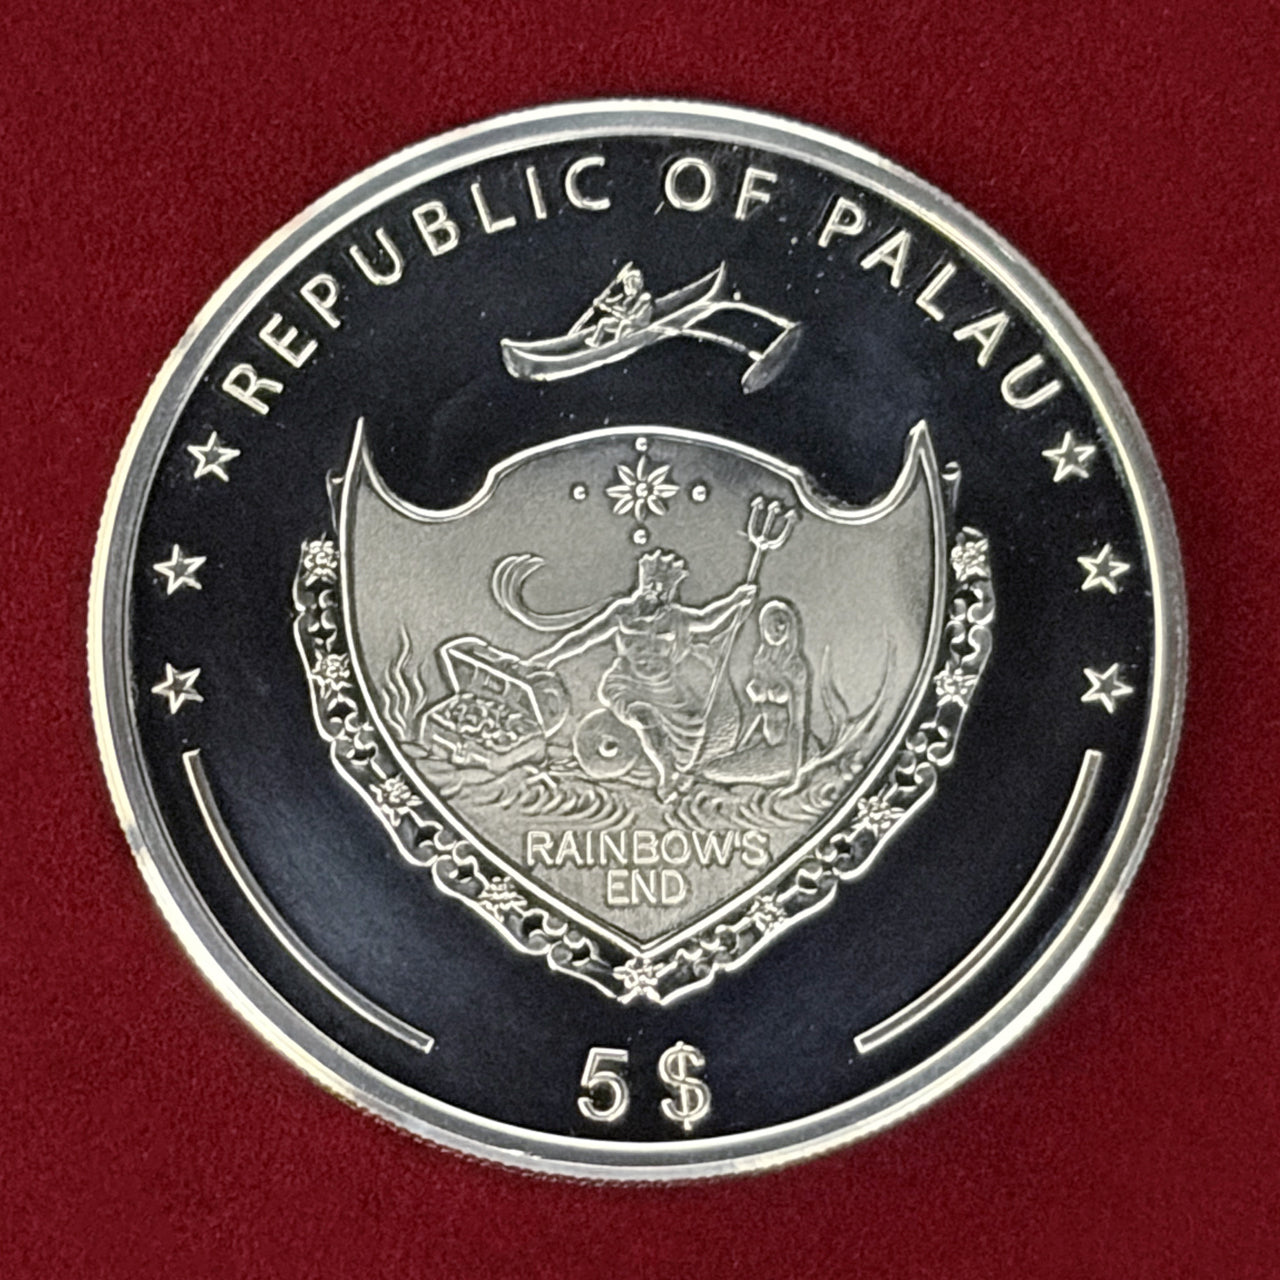 REPUBLIC OF PALAU
RAINBOW'S
END
5 $